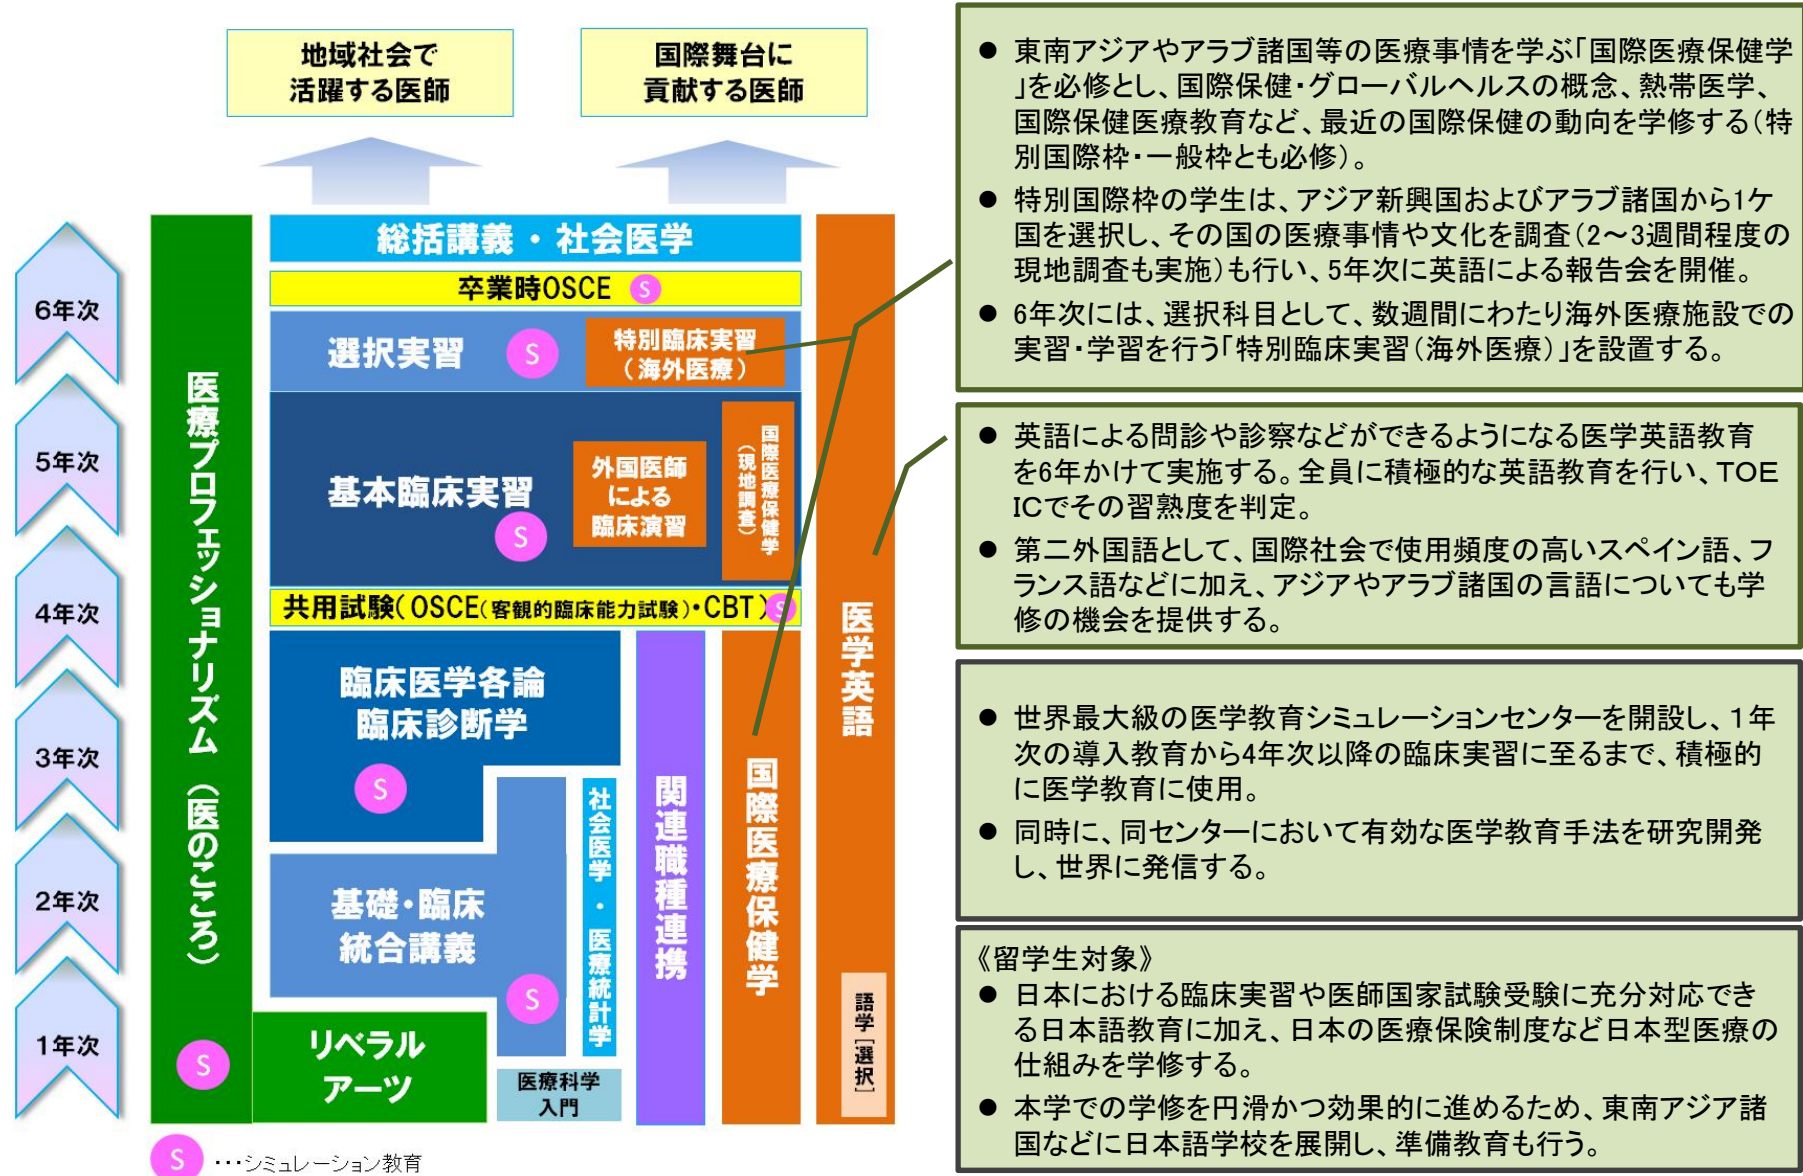 地域社会で
活躍する医師
国際舞台に
貢献する医師
6年次
5年次
4年次
3年次
2年次
1年次
医療プロフェッショナリズム（医のこころ）
S
総括講義・社会医学
卒業時OSCE S
選択実習
S
特別臨床実習
（海外医療）
基本臨床実習
S
外国医師
による
臨床演習
国際医療保健学
（現地調査）
共用試験（OSCE（客観的臨床能力試験）・CBT）S
臨床医学各論
臨床診断学
S
基礎・臨床
統合講義
S
社会医学・医療統計学
リベラル
アーツ
医療科学
入門
関連職種連携
国際医療保健学
医学英語
語学［選択］
S ・・・シミュレーション教育
● 東南アジアやアラブ諸国等の医療事情を学ぶ「国際医療保健学
」を必修とし、国際保健・グローバルヘルスの概念、熱帯医学、
国際保健医療教育など、最近の国際保健の動向を学修する（特
別国際枠・一般枠とも必修）。
● 特別国際枠の学生は、アジア新興国およびアラブ諸国から1ケ
国を選択し、その国の医療事情や文化を調査（2～3週間程度の
現地調査も実施）も行い、5年次に英語による報告会を開催。
● 6年次には、選択科目として、数週間にわたり海外医療施設での
実習・学習を行う「特別臨床実習（海外医療）」を設置する。
● 英語による問診や診察などができるようになる医学英語教育
を6年かけて実施する。全員に積極的な英語教育を行い、TOE
ICでその習熟度を判定。
● 第二外国語として、国際社会で使用頻度の高いスペイン語、フ
ランス語などに加え、アジアやアラブ諸国の言語についても学
修の機会を提供する。
● 世界最大級の医学教育シミュレーションセンターを開設し、1年
次の導入教育から4年次以降の臨床実習に至るまで、積極的
に医学教育に使用。
● 同時に、同センターにおいて有効な医学教育手法を研究開発
し、世界に発信する。
《留学生対象》
● 日本における臨床実習や医師国家試験受験に充分対応でき
る日本語教育に加え、日本の医療保険制度など日本型医療の
仕組みを学修する。
● 本学での学修を円滑かつ効果的に進めるため、東南アジア諸
国などに日本語学校を展開し、準備教育も行う。